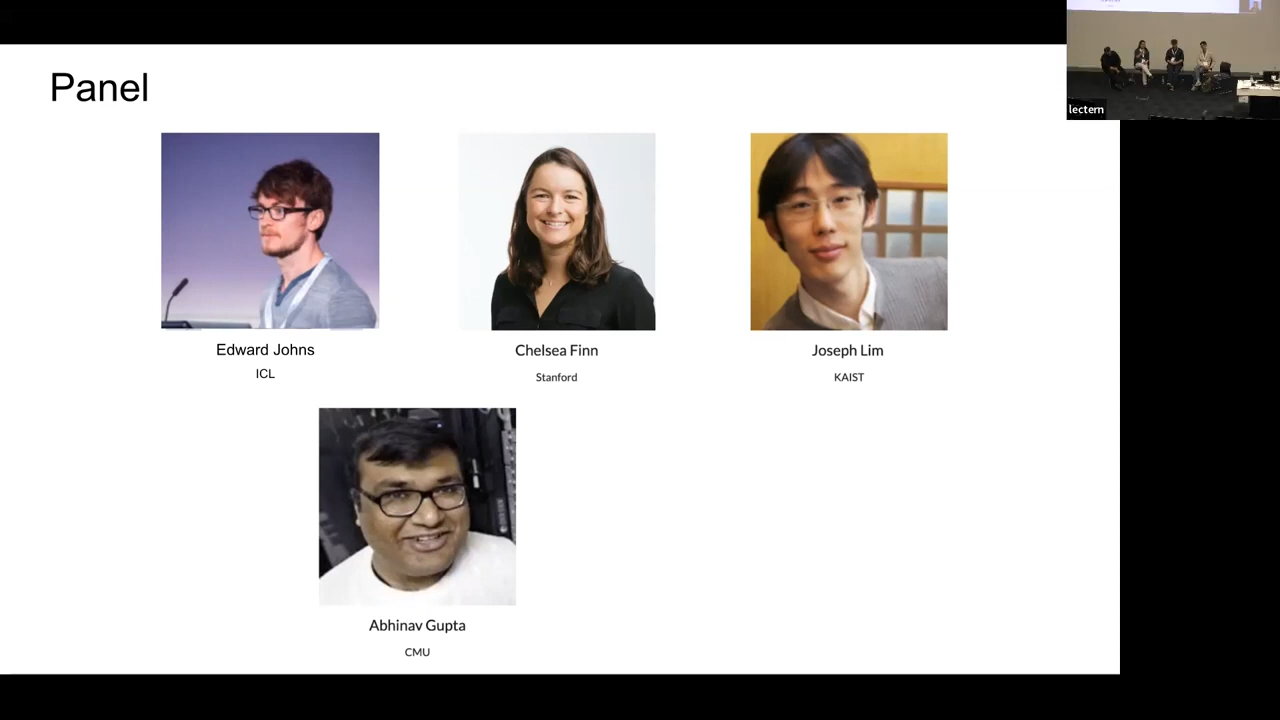 Panel
lectern
Edward Johns
ICL
Chelsea Finn
Stanford
Joseph Lim
KAIST
Abhinav Gupta
CMU